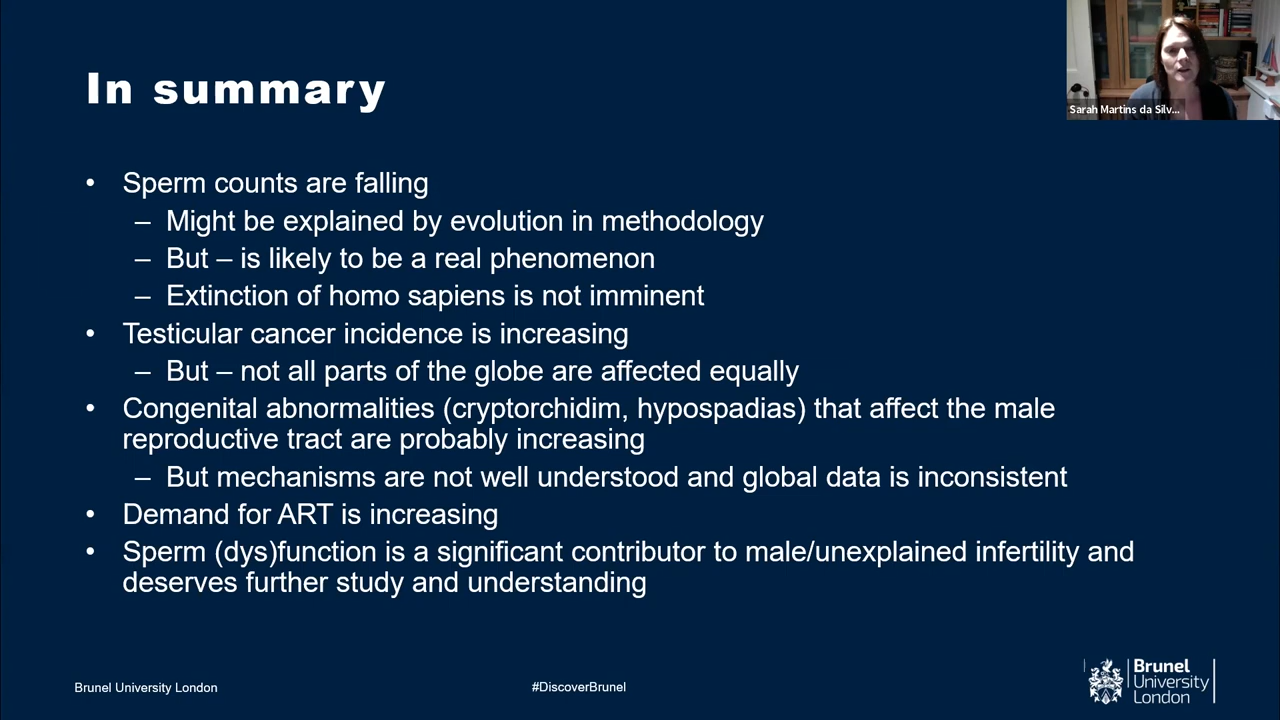 In summary
Sarah Martins da Silv...
• Sperm counts are falling
– Might be explained by evolution in methodology
– But – is likely to be a real phenomenon
– Extinction of homo sapiens is not imminent
• Testicular cancer incidence is increasing
– But – not all parts of the globe are affected equally
• Congenital abnormalities (cryptorchidim, hypospadias) that affect the male
reproductive tract are probably increasing
– But mechanisms are not well understood and global data is inconsistent
• Demand for ART is increasing
• Sperm (dys)function is a significant contributor to male/unexplained infertility and
deserves further study and understanding
Brunel University London
#DiscoverBrunel
Brunel
University
London